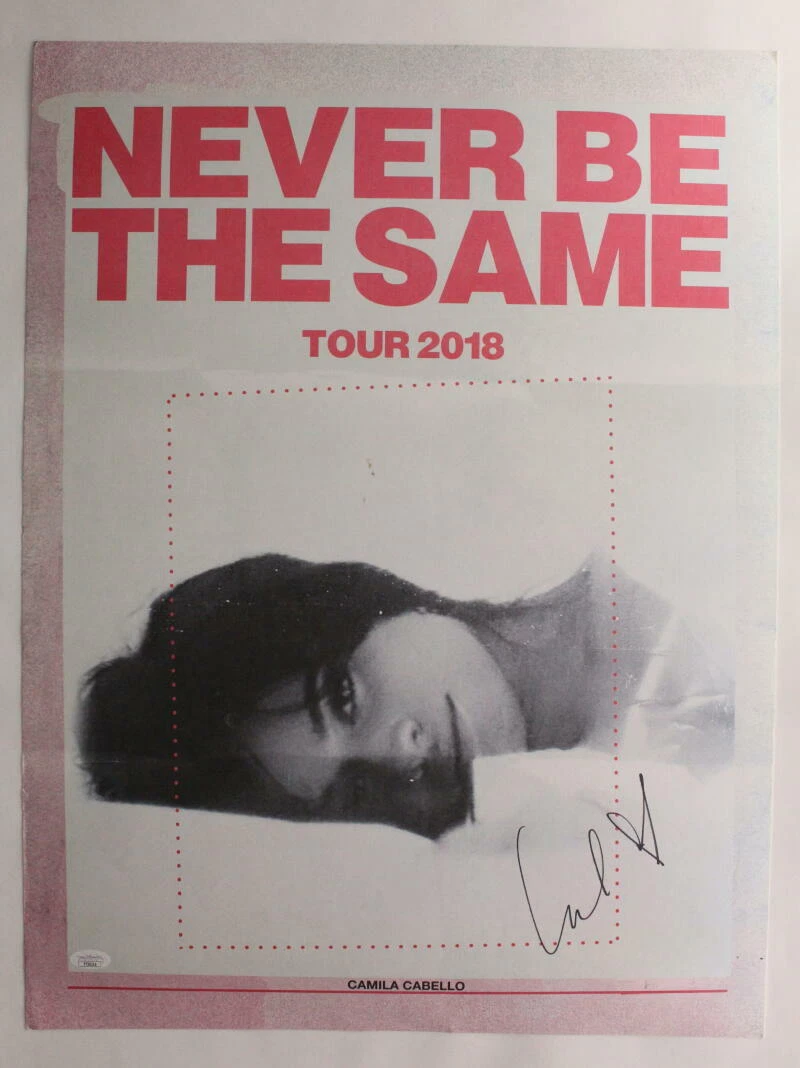 NEVER BE
THE SAME
TOUR 2018
CAMILA CABELLO